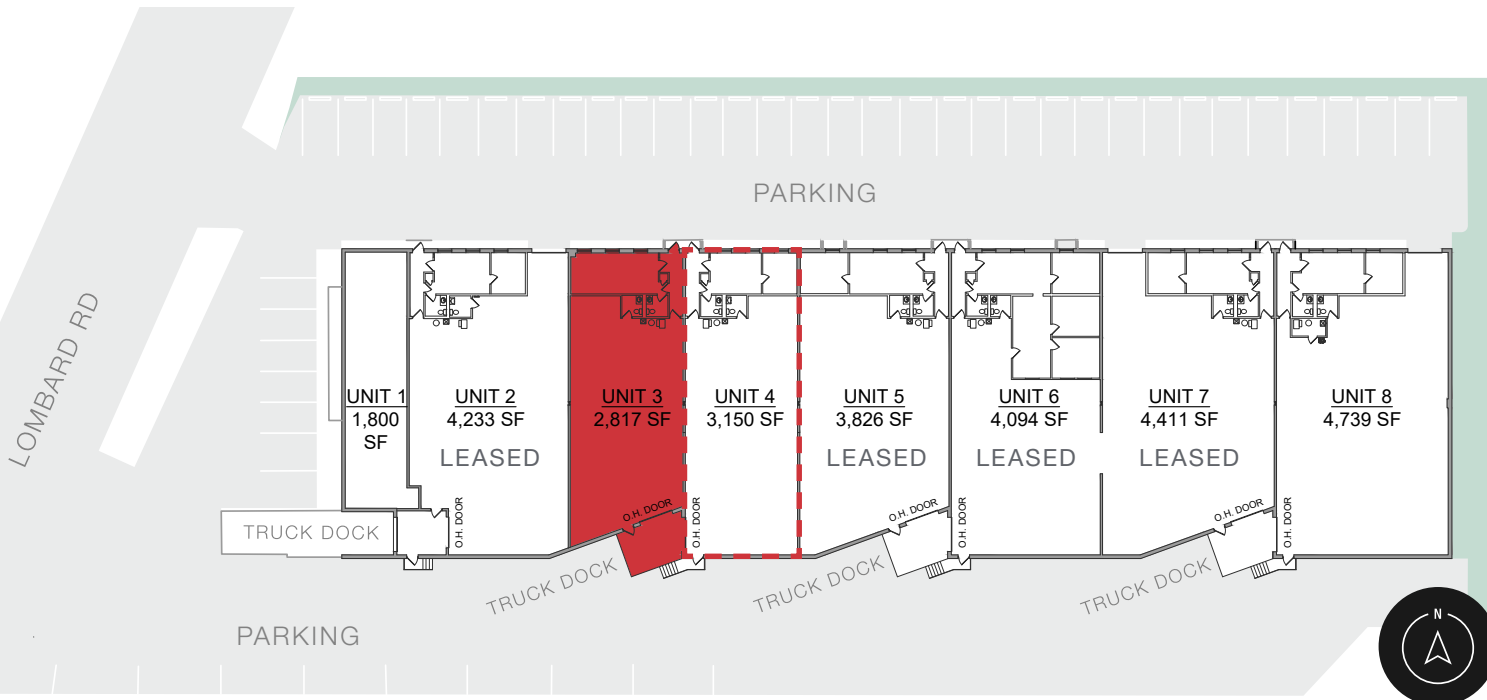 LOMBARD RD
PARKING
UNIT 1
1,800
SF
UNIT 2
4,233 SF
LEASED
UNIT 3
2,817 SF
UNIT 4
3,150 SF
UNIT 5
3,826 SF
LEASED
UNIT 6
4,094 SF
LEASED
UNIT 7
4,411 SF
LEASED
UNIT 8
4,739 SF
TRUCK DOCK
O.H. DOOR
O.H. DOOR
O.H. DOOR
O.H. DOOR
O.H. DOOR
O.H. DOOR
O.H. DOOR
TRUCK DOCK
TRUCK DOCK
TRUCK DOCK
PARKING
N